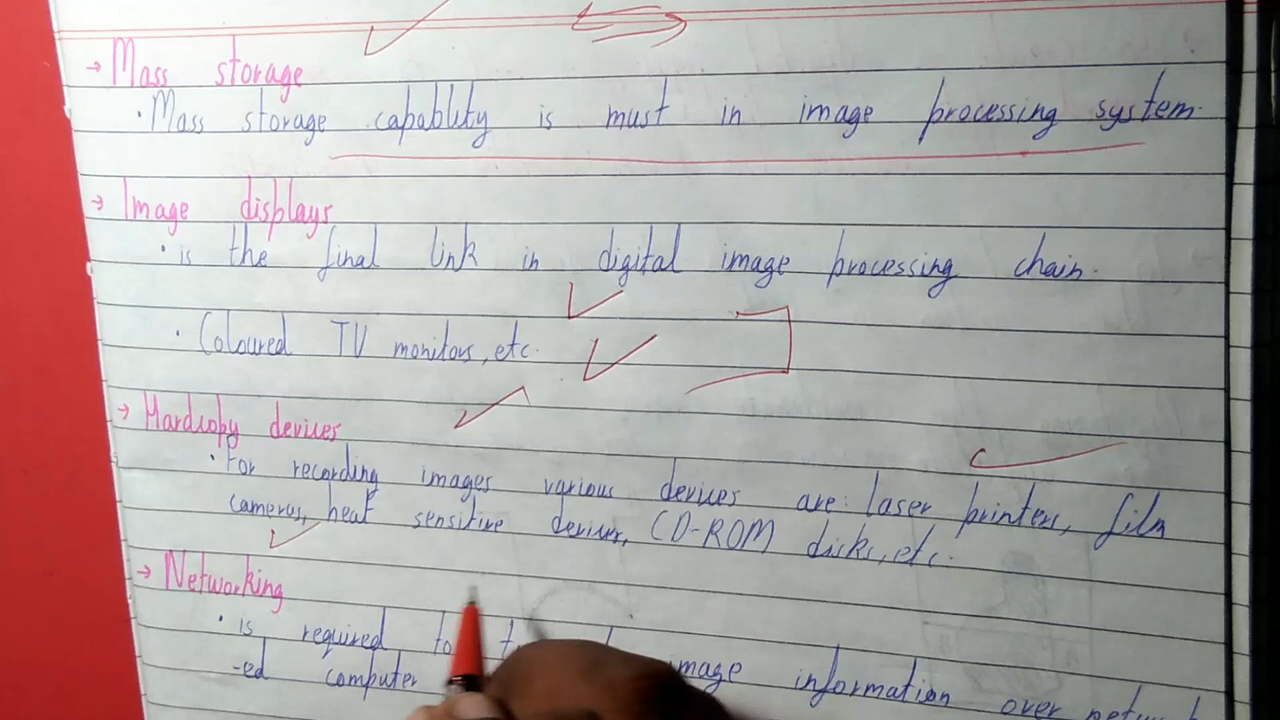 → Mass storage
· Mass storage capablity is must in image processing system.
→ Image displays
· is the final link in digital image processing chain.
· Coloured TV monitors, etc.
→ Hardcopy devices
· For recording images various devices are: laser printers, film
cameras, heat sensitive devices, CD-ROM disks, etc.
→ Networking
· is required to image information over network
-ed computer